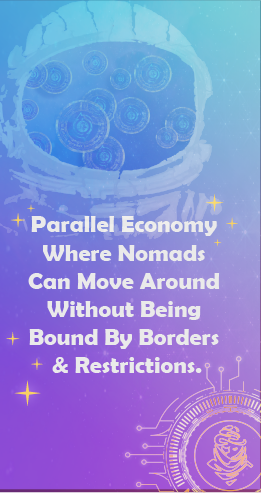 Parallel Economy
Where Nomads
Can Move Around
Without Being
Bound By Borders
& Restrictions.